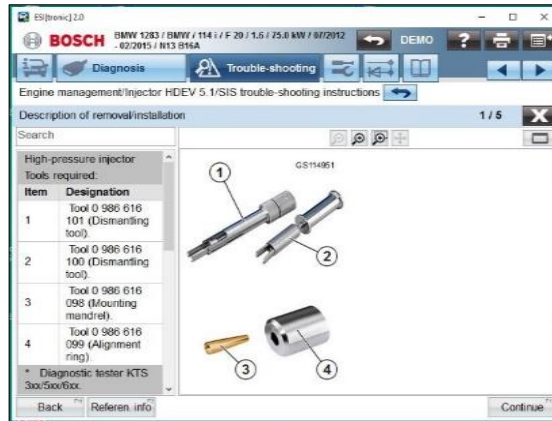 ESI[tronic] 2.0
BOSCH
BMW 1283 / BMW / 114 i / F 20 / 1.6 / 75.0 kW / 07/2012
- 02/2015 / N13 B16A
DEMO
?
Diagnosis
Trouble-shooting
Engine management/Injector HDEV 5.1/SIS trouble-shooting instructions
Description of removal/installation
1 / 5
X
Search
High-pressure injector
Tools required:
Item Designation
1 Tool 0 986 616
101 (Dismantling
tool).
2 Tool 0 986 616
100 (Dismantling
tool).
3 Tool 0 986 616
098 (Mounting
mandrel).
4 Tool 0 986 616
099 (Alignment
ring).
* Diagnostic tester KTS
3xx/5xx/6xx.
GS114951
1
2
3
4
Back
Referen. info
Continue